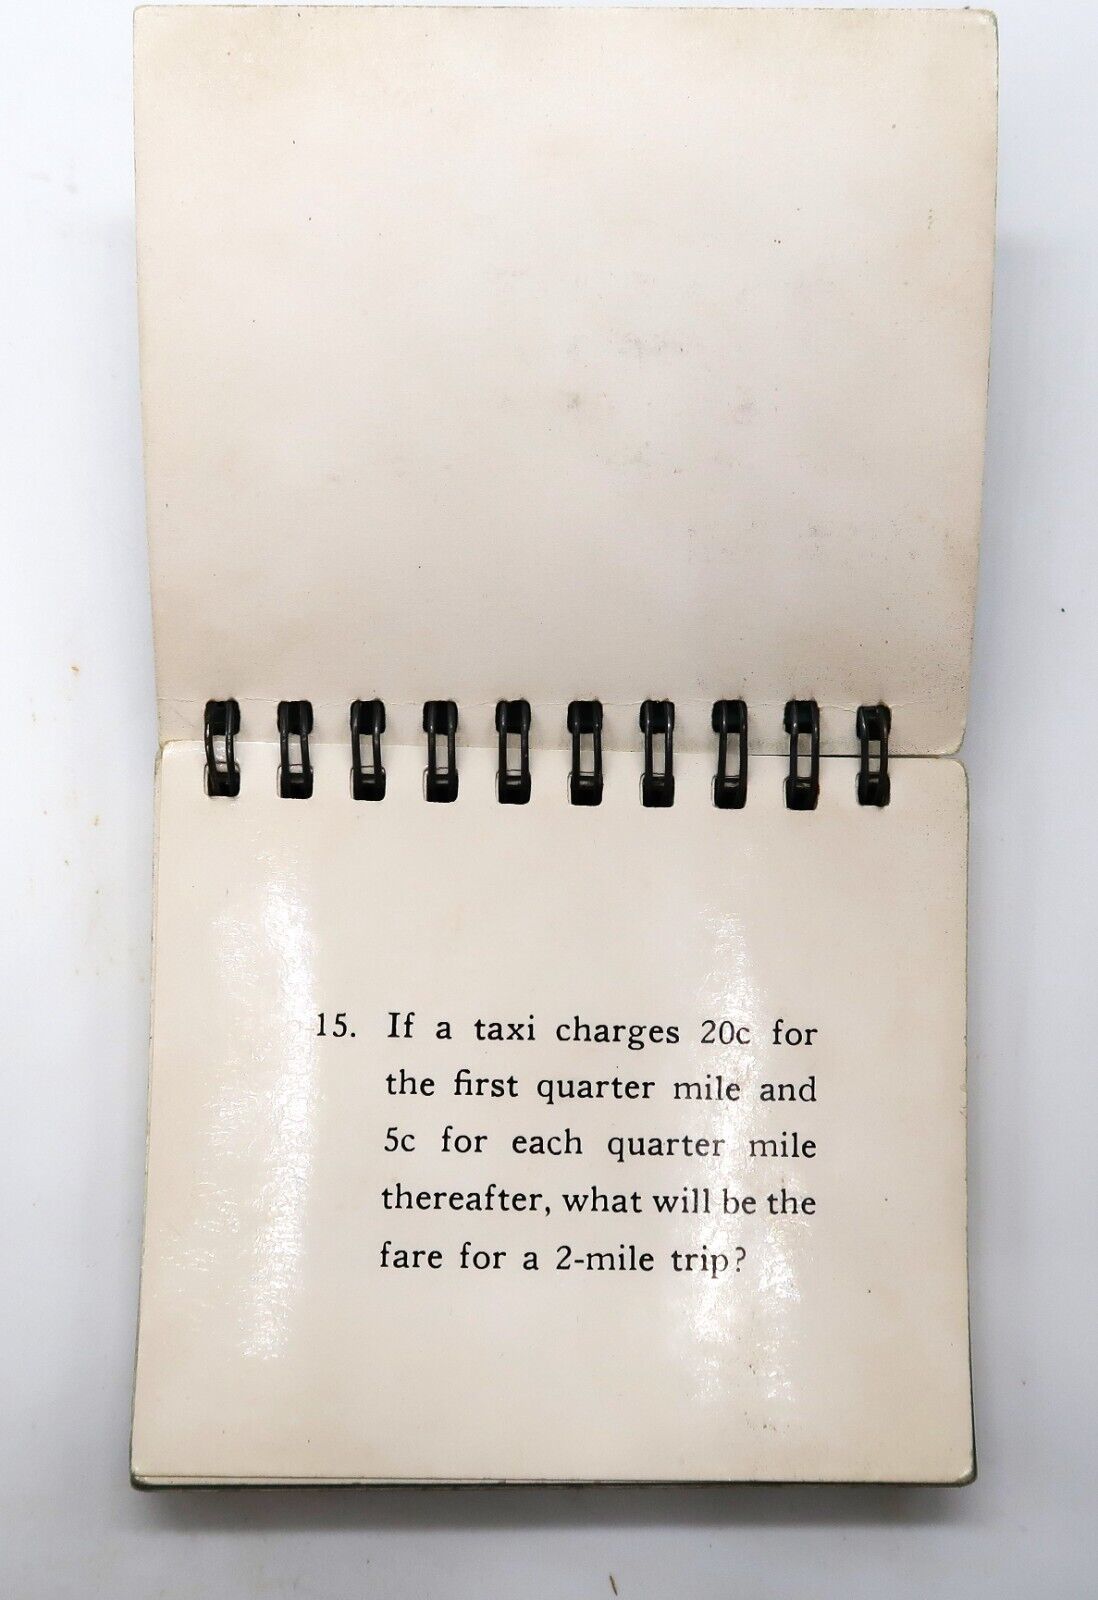 15. If a taxi charges 20c for
the first quarter mile and
5c for each quarter mile
thereafter, what will be the
fare for a 2-mile trip?